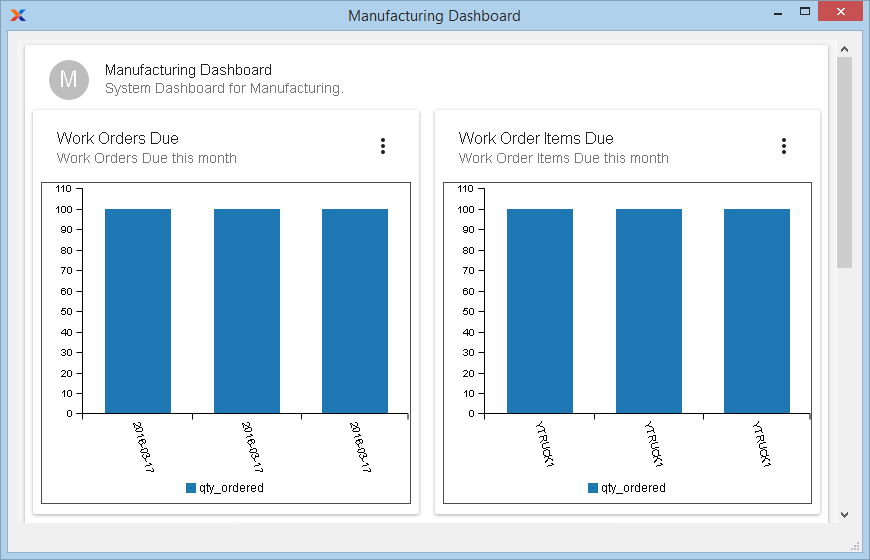 Manufacturing Dashboard
M
Manufacturing Dashboard
System Dashboard for Manufacturing.
Work Orders Due
Work Orders Due this month
110
100
90
80
70
60
50
40
30
20
10
0
2016-03-17
2016-03-17
2016-03-17
qty_ordered
Work Order Items Due
Work Order Items Due this month
110
100
90
80
70
60
50
40
30
20
10
0
YTRUCK1
YTRUCK1
YTRUCK1
qty_ordered